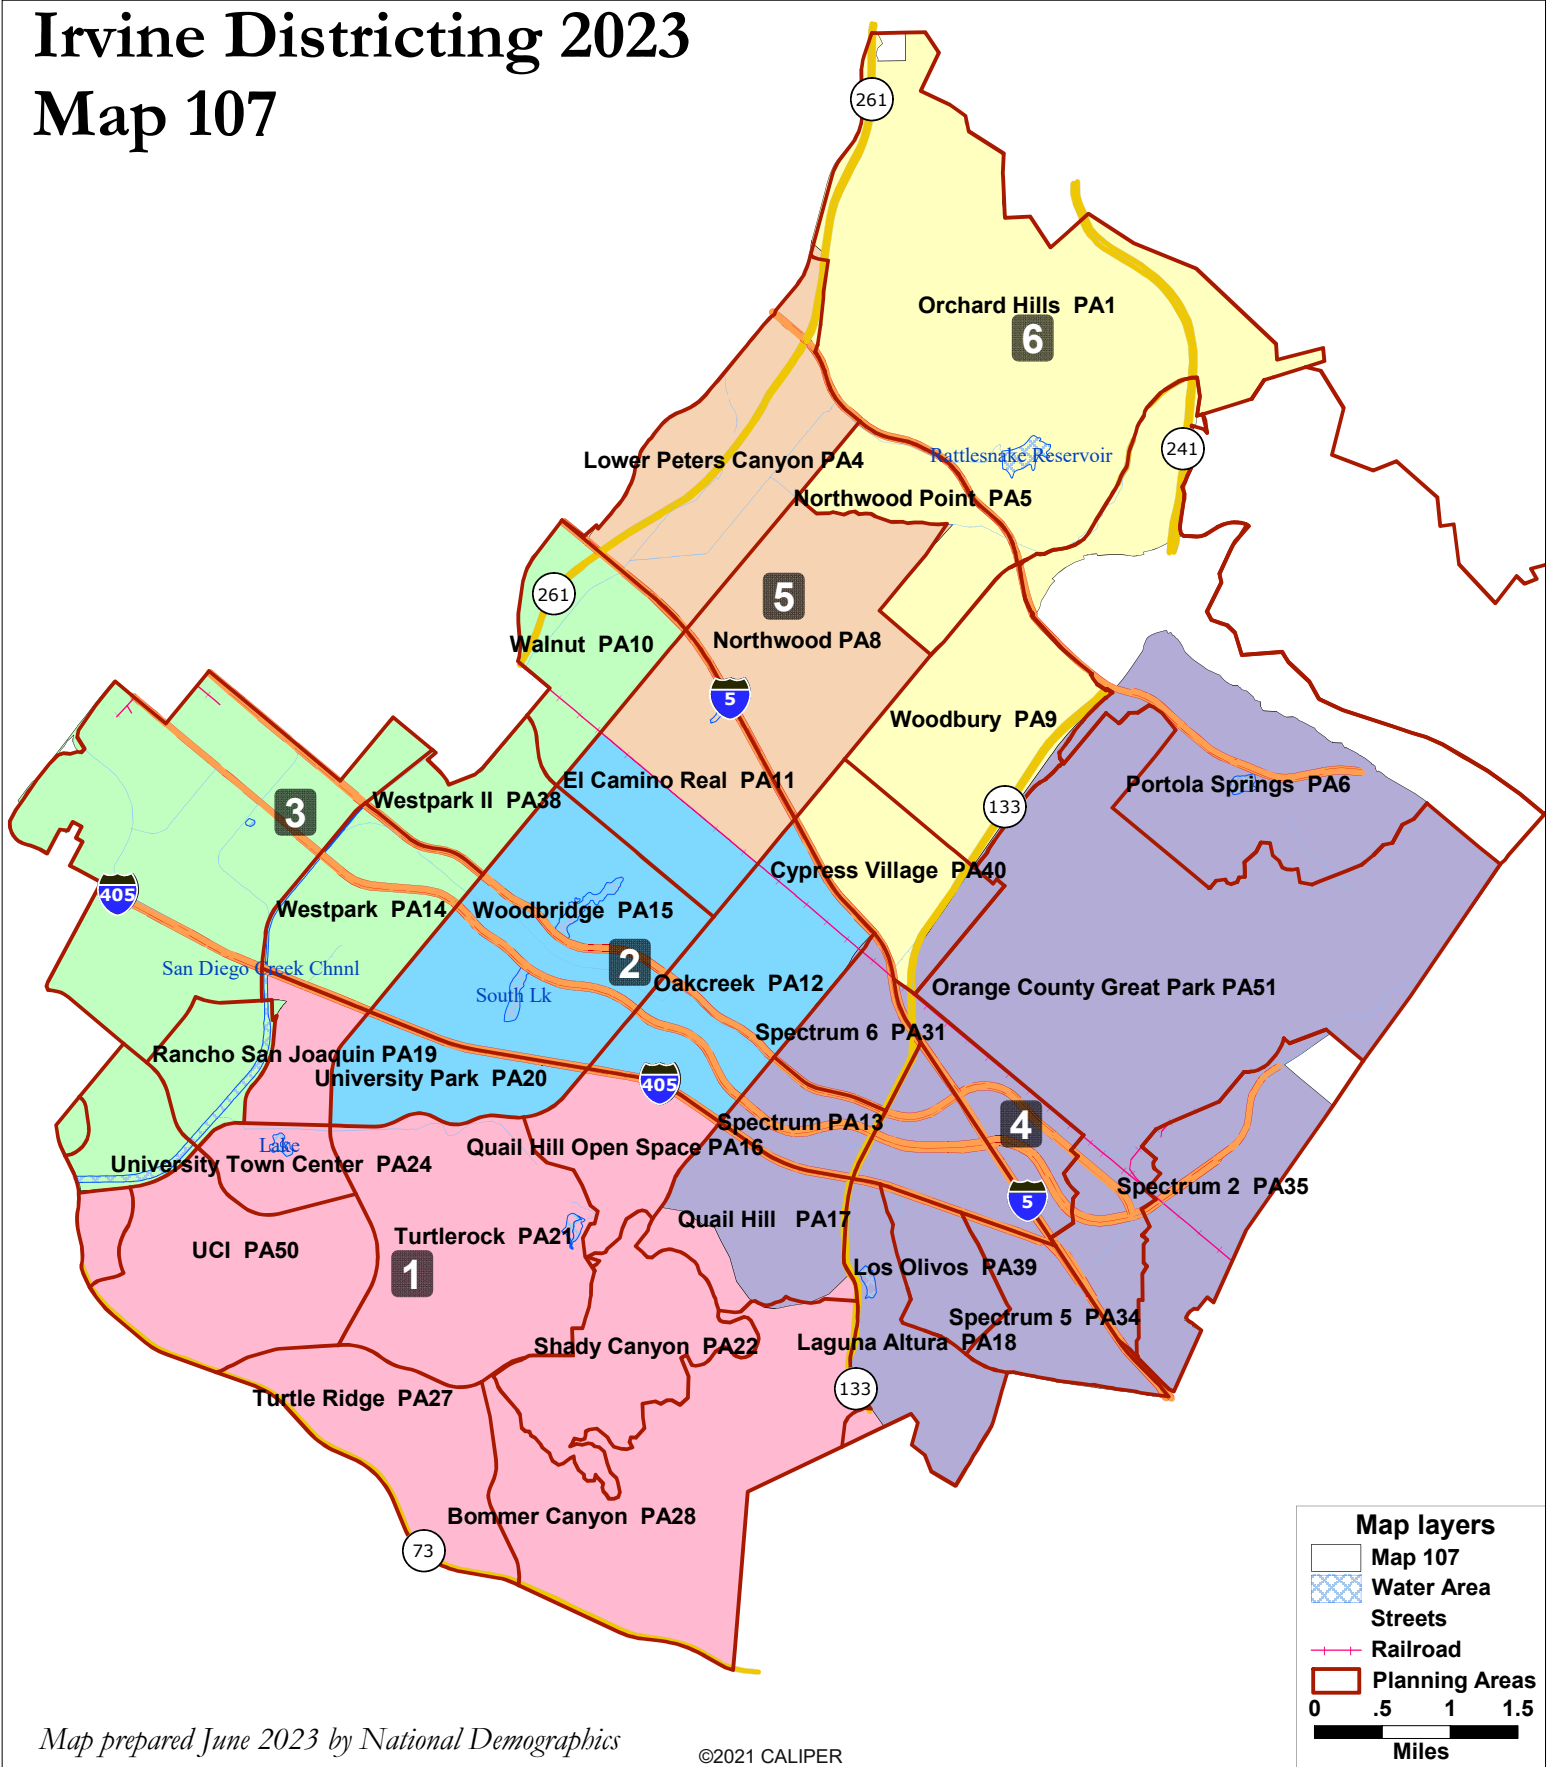 Irvine Districting 2023
Map 107
261
Orchard Hills PA1
6
241
Rattlesnake Reservoir
Lower Peters Canyon PA4
Northwood Point PA5
261
5
Walnut PA10
Northwood PA8
5
Woodbury PA9
El Camino Real PA11
Portola Springs PA6
3
Westpark II PA38
133
Cypress Village PA40
405
Westpark PA14
Woodbridge PA15
2
San Diego Creek Chnnl
South Lk
Oakcreek PA12
Orange County Great Park PA51
Spectrum 6 PA31
Rancho San Joaquin PA19
University Park PA20
405
Spectrum PA13
4
Lake
Quail Hill Open Space PA16
University Town Center PA24
Spectrum 2 PA35
5
Quail Hill PA17
Turtlerock PA21
UCI PA50
1
Los Olivos PA39
Spectrum 5 PA34
Shady Canyon PA22
Laguna Altura PA18
133
Turtle Ridge PA27
Bommer Canyon PA28
73
Map layers
Map 107
Water Area
Streets
Railroad
Planning Areas
0 .5 1 1.5
Miles
Map prepared June 2023 by National Demographics
©2021 CALIPER